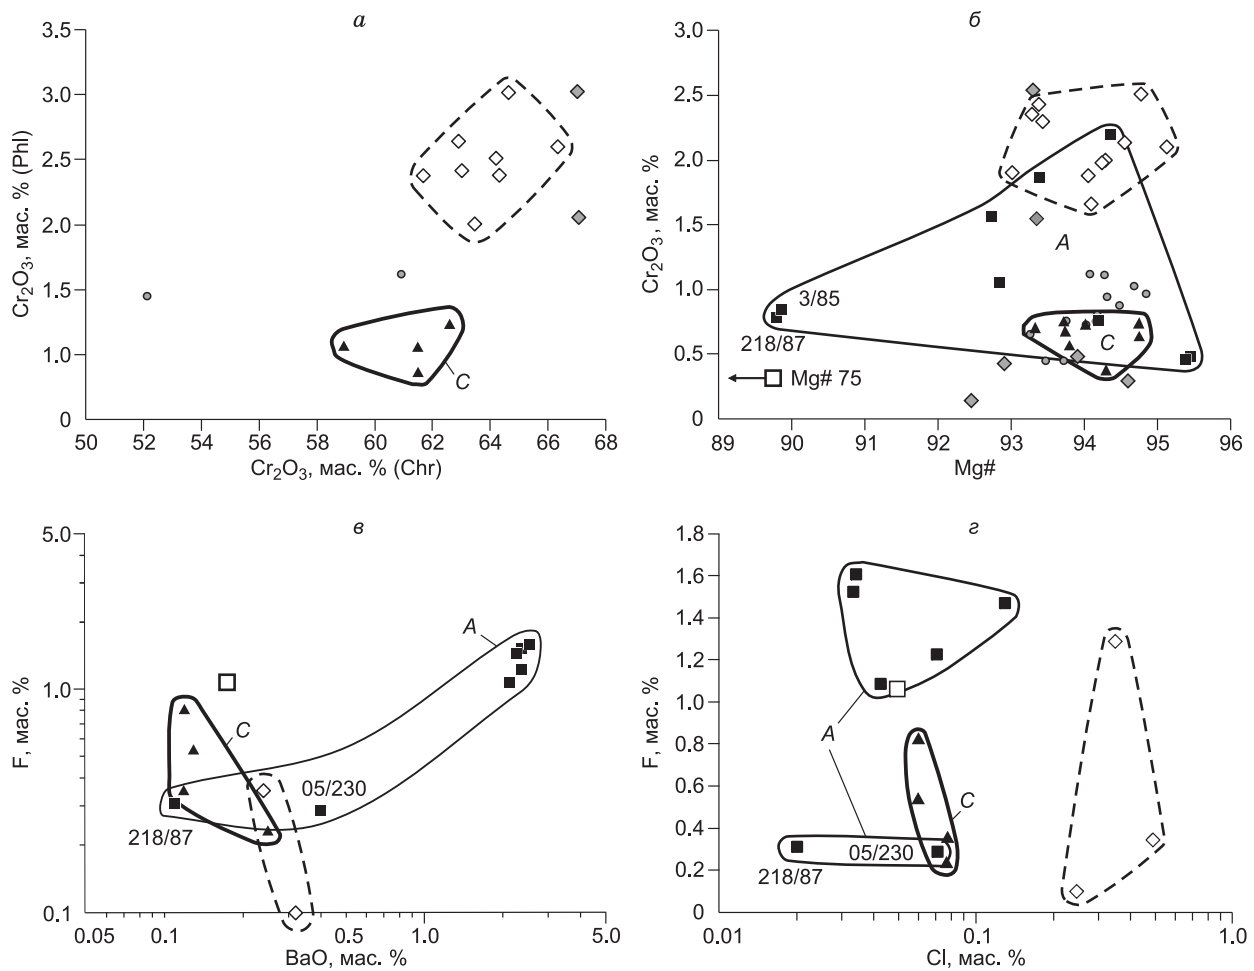 а
3.5
3.0
2.5
2.0
1.5
1.0
0
Cr₂O₃, мас. % (Phl)
C
50 52 54 56 58 60 62 64 66 68
Cr₂O₃, мас. % (Chr)
б
3.0
2.5
2.0
1.5
1.0
0.5
0
Cr₂O₃, мас. %
A
3/85
218/87
C
Mg# 75
89 90 91 92 93 94 95 96
Mg#
в
5.0
1.0
0.1
F, мас. %
A
C
05/230
218/87
0.05 0.1 0.5 1.0 5.0
BaO, мас. %
г
1.8
1.6
1.4
1.2
1.0
0.8
0.6
0.4
0.2
0
F, мас. %
A
C
05/230
218/87
0.01 0.1 1.0
Cl, мас. %